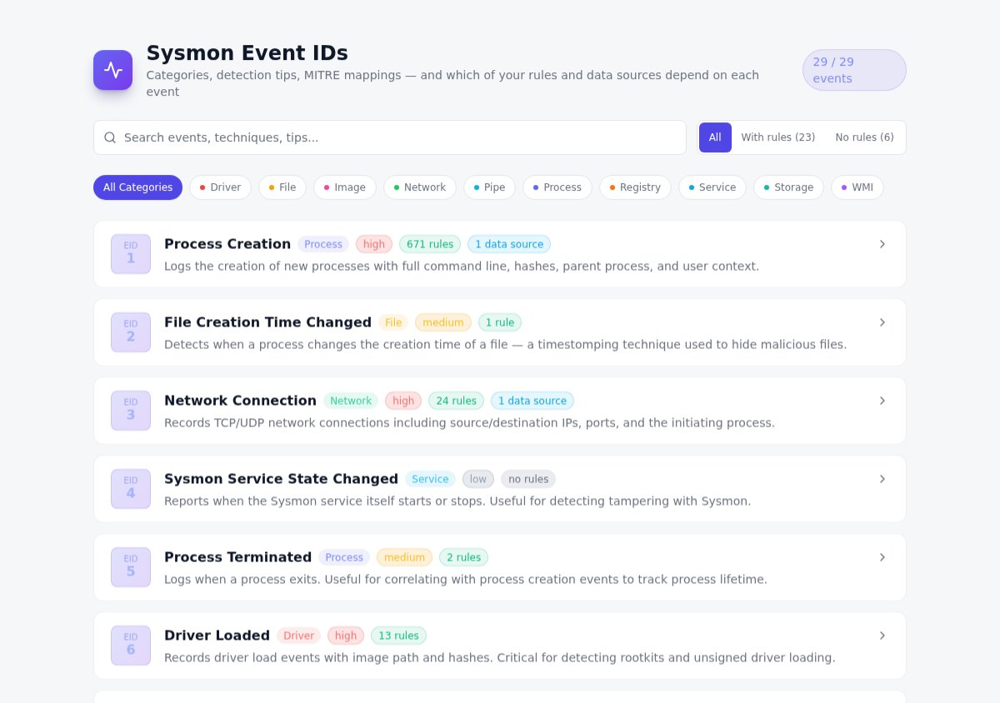 Sysmon Event IDs
Categories, detection tips, MITRE mappings — and which of your rules and data sources depend on each
event
29 / 29
events
Search events, techniques, tips...
All With rules (23) No rules (6)
All Categories Driver File Image Network Pipe Process Registry Service Storage WMI
EID
1
Process Creation Process high 671 rules 1 data source
Logs the creation of new processes with full command line, hashes, parent process, and user context.
EID
2
File Creation Time Changed File medium 1 rule
Detects when a process changes the creation time of a file — a timestomping technique used to hide malicious files.
EID
3
Network Connection Network high 24 rules 1 data source
Records TCP/UDP network connections including source/destination IPs, ports, and the initiating process.
EID
4
Sysmon Service State Changed Service low no rules
Reports when the Sysmon service itself starts or stops. Useful for detecting tampering with Sysmon.
EID
5
Process Terminated Process medium 2 rules
Logs when a process exits. Useful for correlating with process creation events to track process lifetime.
EID
6
Driver Loaded Driver high 13 rules
Records driver load events with image path and hashes. Critical for detecting rootkits and unsigned driver loading.